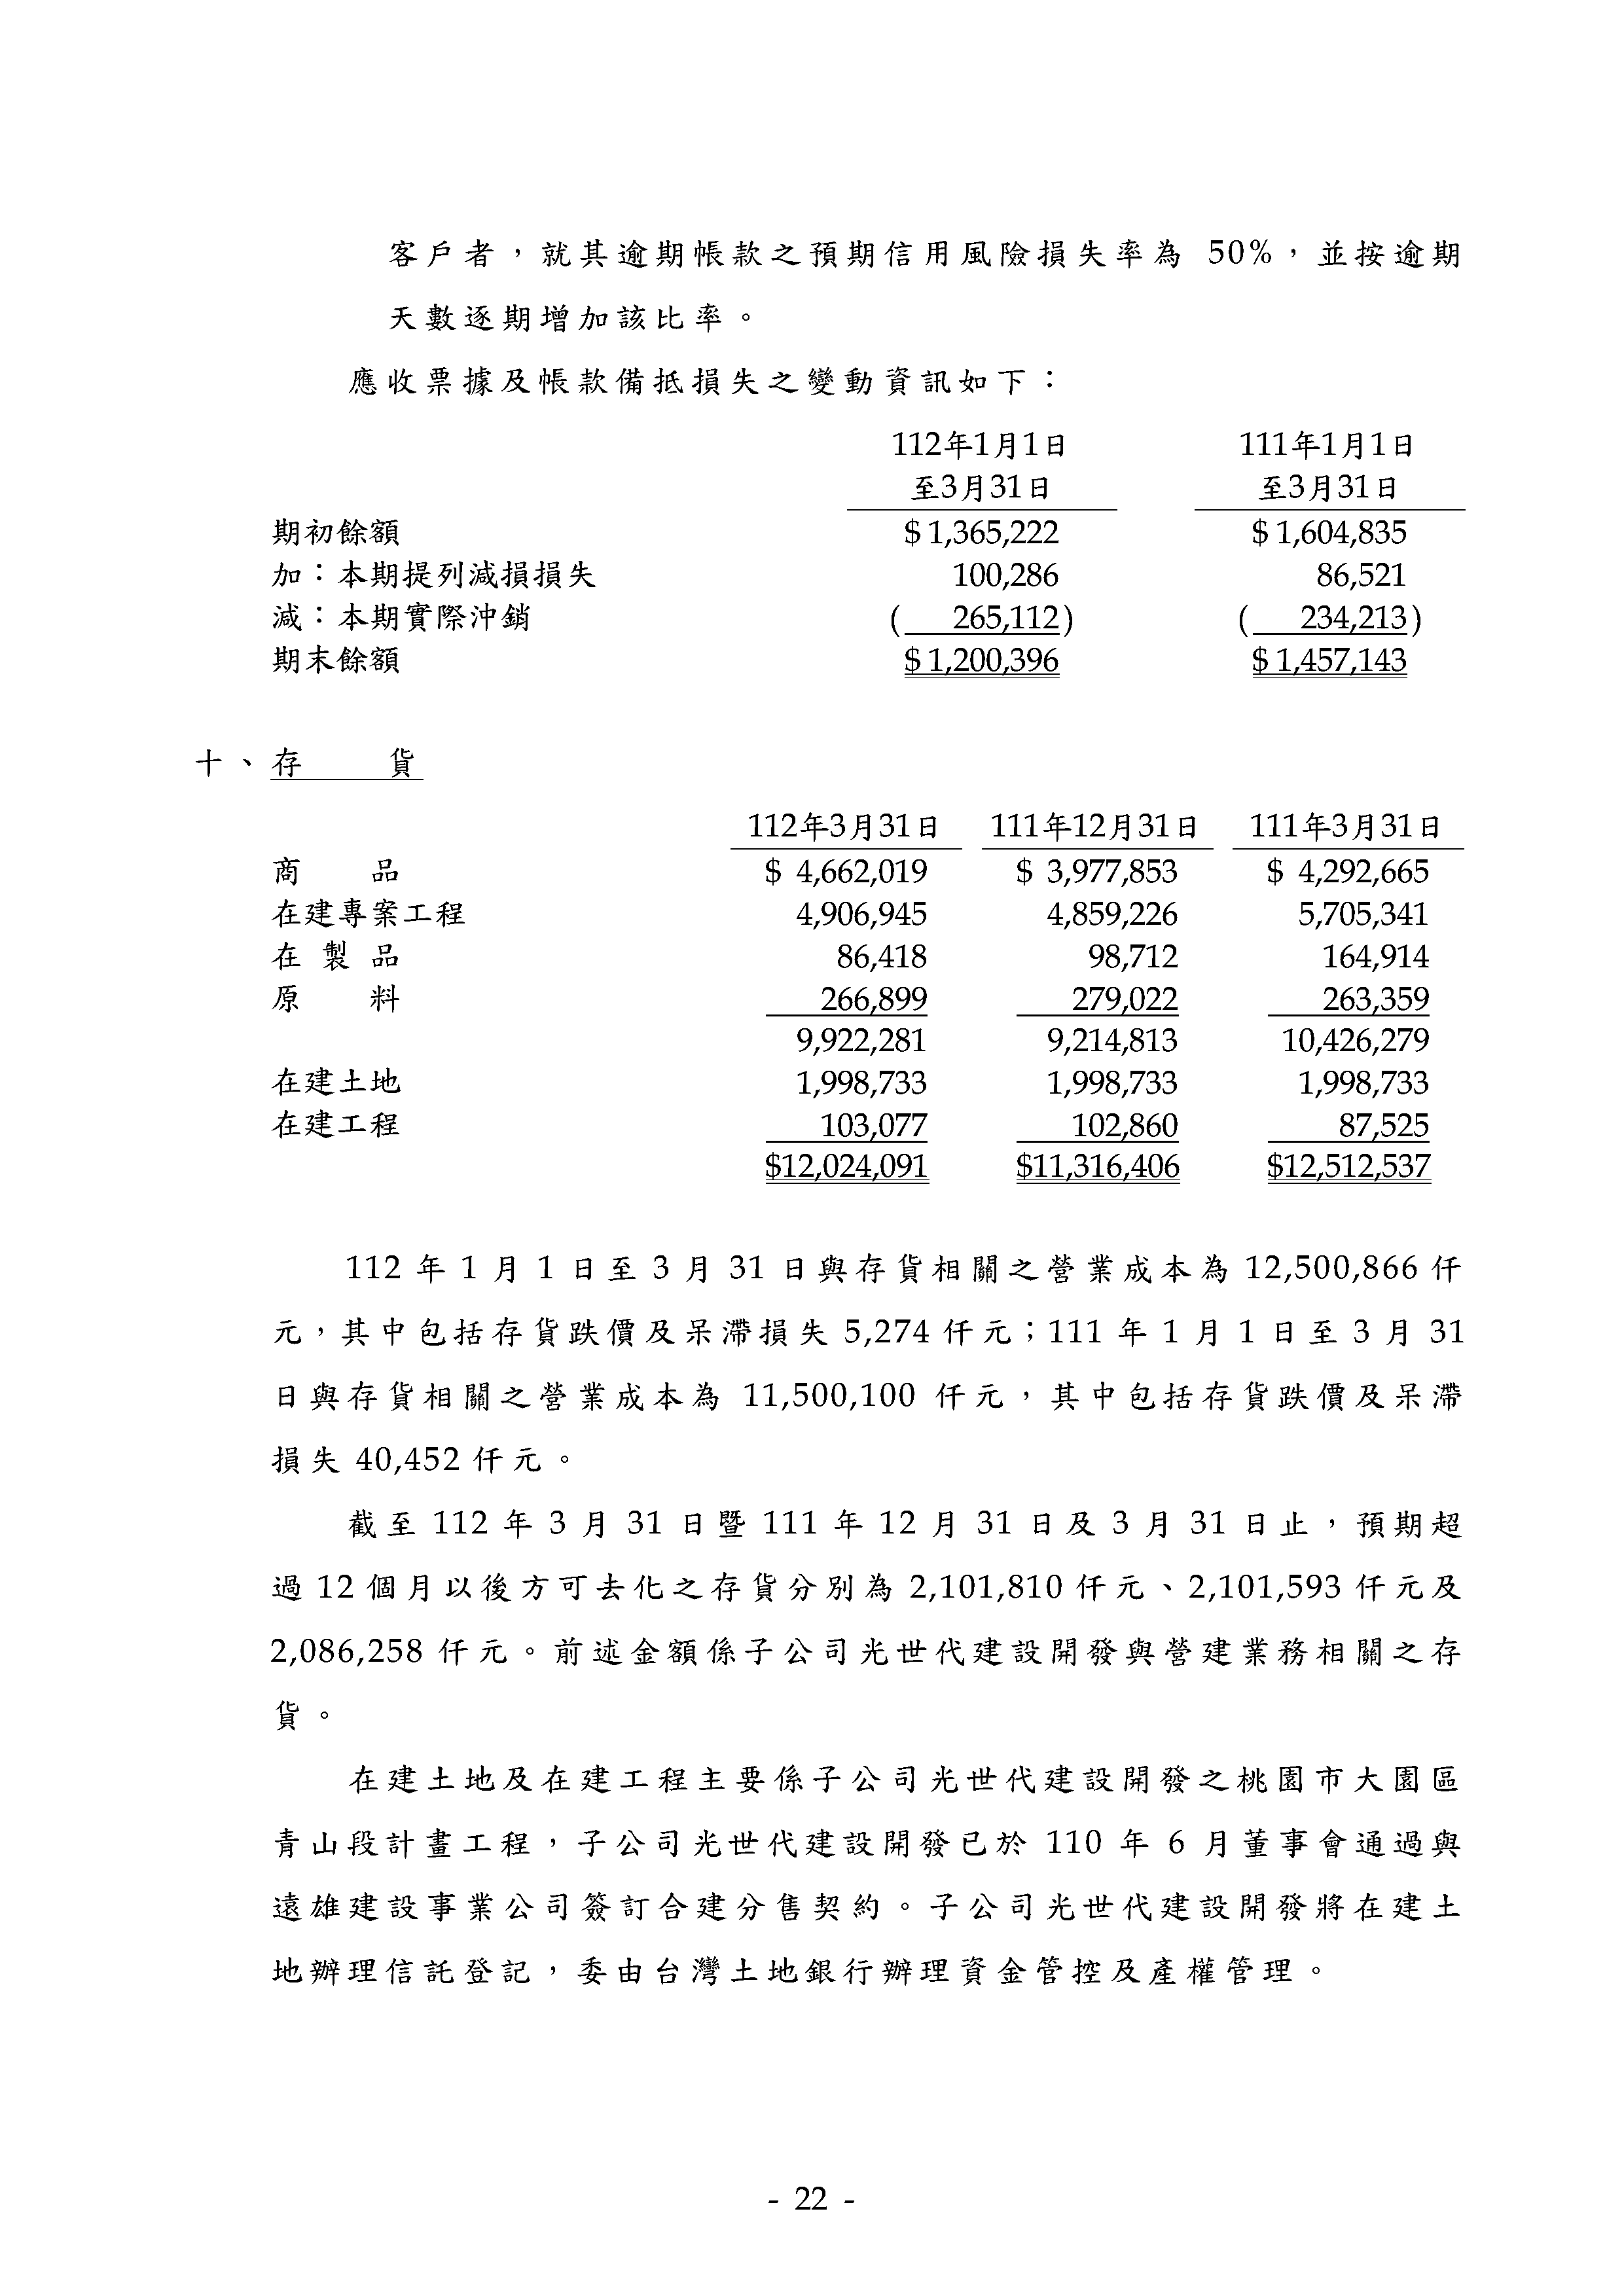 客戶者，就其逾期帳款之預期信用風險損失率為 50%，並按逾期
天數逐期增加該比率。
應收票據及帳款備抵損失之變動資訊如下：
112年1月1日 111年1月1日
至3月31日 至3月31日
期初餘額 $ 1,365,222 $ 1,604,835
加：本期提列減損損失 100,286 86,521
減：本期實際沖銷 ( 265,112) ( 234,213)
期末餘額 $ 1,200,396 $ 1,457,143
十、存 貨
112年3月31日 111年12月31日 111年3月31日
商 品 $ 4,662,019 $ 3,977,853 $ 4,292,665
在建專案工程 4,906,945 4,859,226 5,705,341
在 製 品 86,418 98,712 164,914
原 料 266,899 279,022 263,359
9,922,281 9,214,813 10,426,279
在建土地 1,998,733 1,998,733 1,998,733
在建工程 103,077 102,860 87,525
$12,024,091 $11,316,406 $12,512,537
112 年 1 月 1 日至 3 月 31 日與存貨相關之營業成本為 12,500,866 仟
元，其中包括存貨跌價及呆滯損失 5,274 仟元；111 年 1 月 1 日至 3 月 31
日與存貨相關之營業成本為 11,500,100 仟元，其中包括存貨跌價及呆滯
損失 40,452 仟元。
截至 112 年 3 月 31 日暨 111 年 12 月 31 日及 3 月 31 日止，預期超
過 12 個月以後方可去化之存貨分別為 2,101,810 仟元、2,101,593 仟元及
2,086,258 仟元。前述金額係子公司光世代建設開發與營建業務相關之存
貨。
在建土地及在建工程主要係子公司光世代建設開發之桃園市大園區
青山段計畫工程，子公司光世代建設開發已於 110 年 6 月董事會通過與
遠雄建設事業公司簽訂合建分售契約。子公司光世代建設開發將在建土
地辦理信託登記，委由台灣土地銀行辦理資金管控及產權管理。
- 22 -